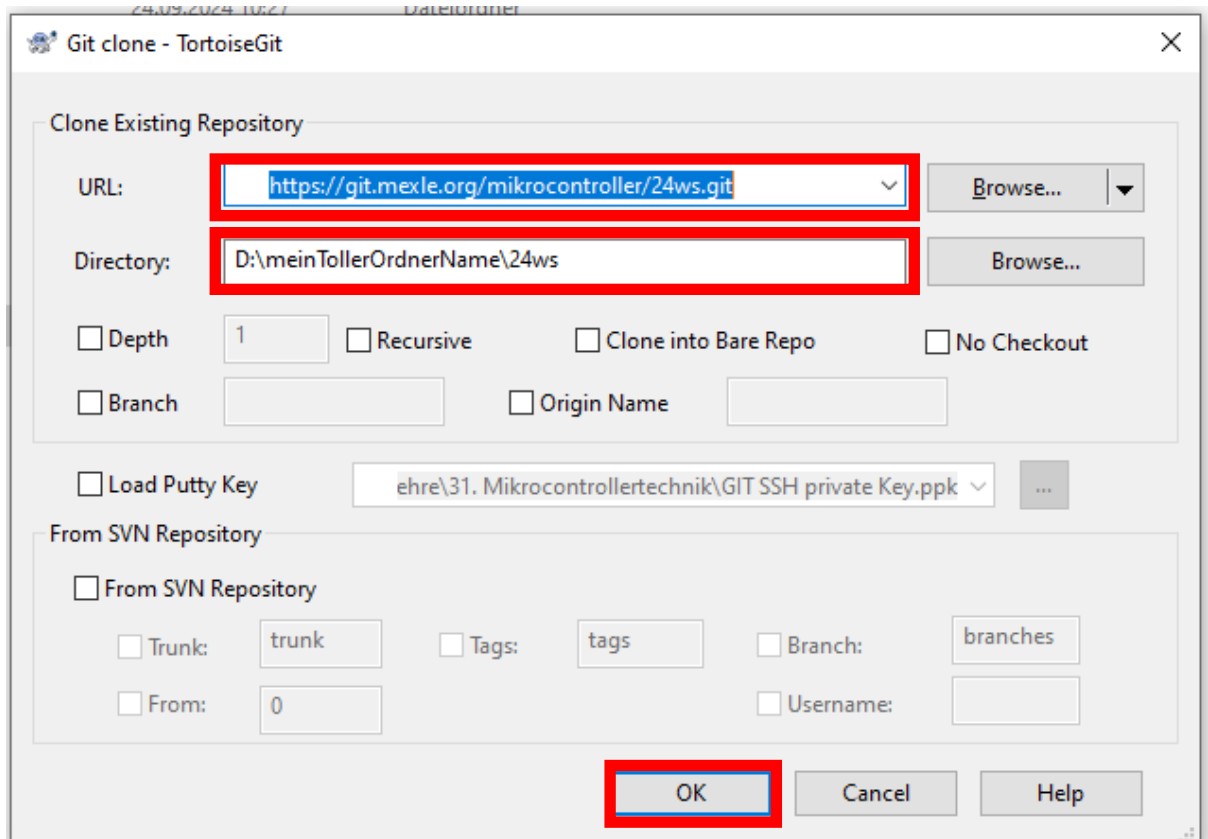 24.09.2024 10:27 Dateiordner
Git clone - TortoiseGit
Clone Existing Repository
URL: https://git.mexle.org/mikrocontroller/24ws.git Browse...
Directory: D:\meinTollerOrdnerName\24ws Browse...
Depth 1 Recursive Clone into Bare Repo No Checkout
Branch Origin Name
Load Putty Key ehre\31. Mikrocontrollertechnik\GIT SSH private Key.ppk ...
From SVN Repository
From SVN Repository
Trunk: trunk Tags: tags Branch: branches
From: 0 Username:
OK Cancel Help